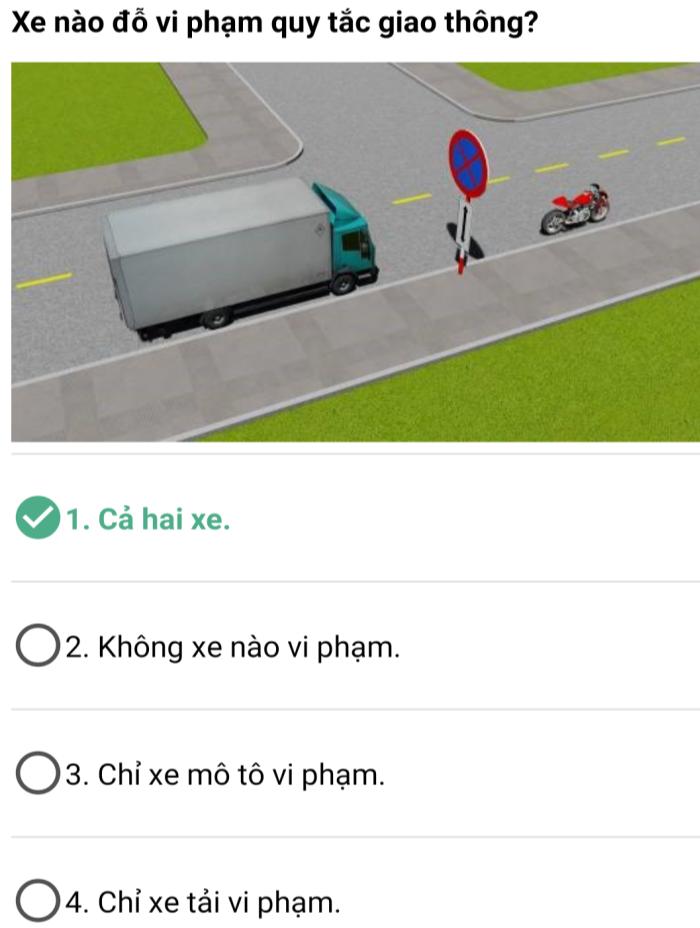 Xe nào đỗ vi phạm quy tắc giao thông?
1. Cả hai xe.
2. Không xe nào vi phạm.
3. Chỉ xe mô tô vi phạm.
4. Chỉ xe tải vi phạm.